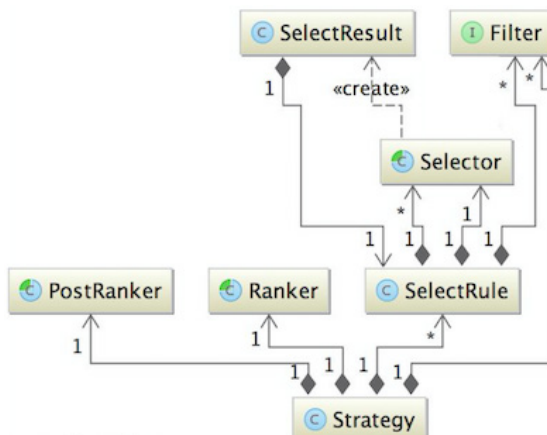 C SelectResult
I Filter
1
«create»
*
*
C Selector
*
1
1
1
1
1
C PostRanker
C Ranker
C SelectRule
1
1
*
1
1
1
1
C Strategy